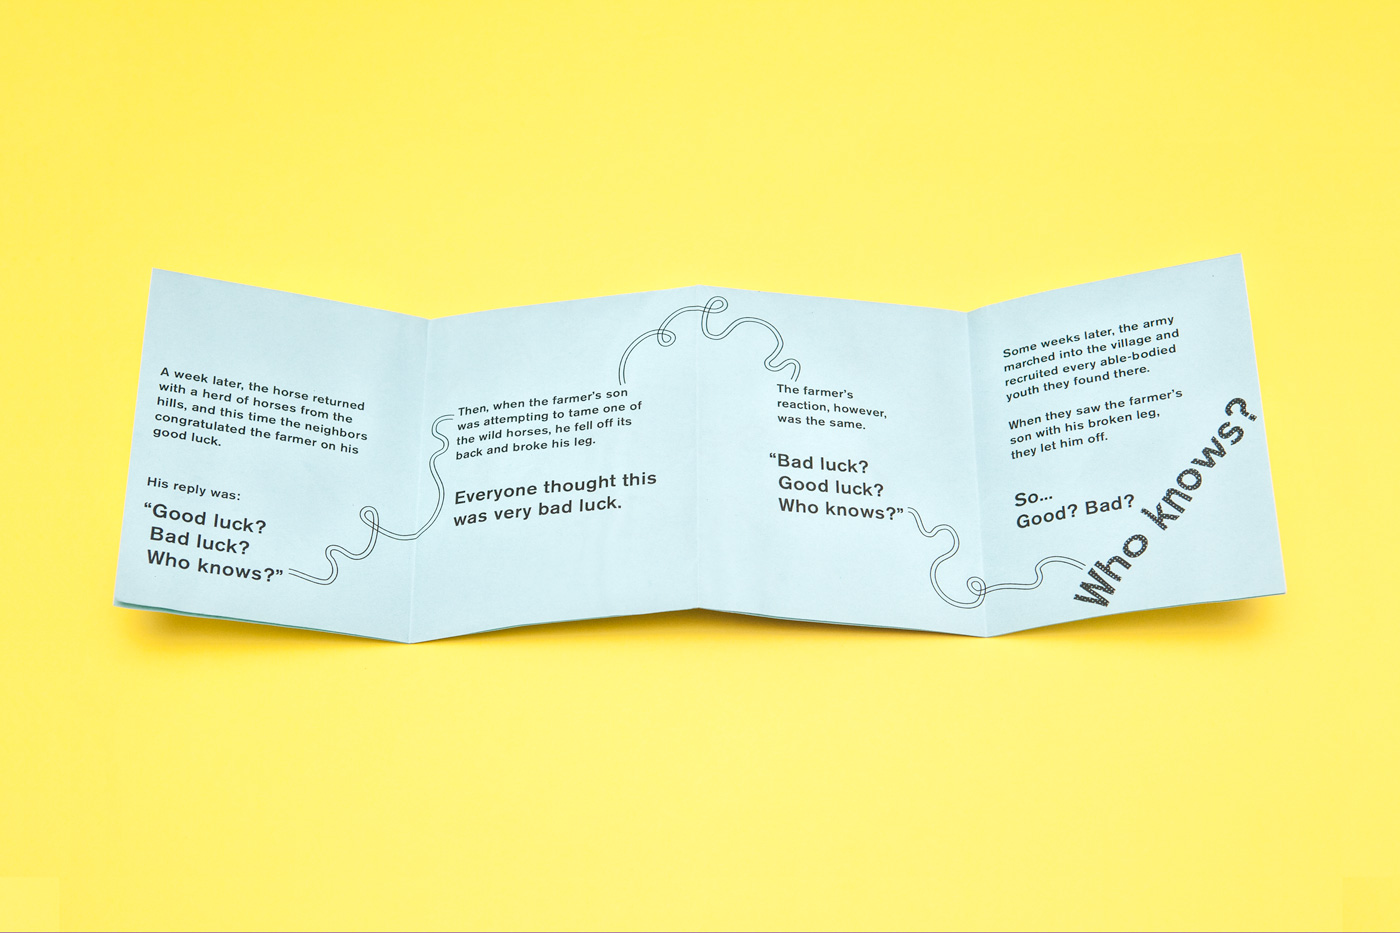 A week later, the horse returned
with a herd of horses from the
hills, and this time the neighbors
congratulated the farmer on his
good luck.
His reply was:
“Good luck?
Bad luck?
Who knows?”
Then, when the farmer’s son
was attempting to tame one of
the wild horses, he fell off its
back and broke his leg.
Everyone thought this
was very bad luck.
The farmer’s
reaction, however,
was the same.
“Bad luck?
Good luck?
Who knows?”
Some weeks later, the army
marched into the village and
recruited every able-bodied
youth they found there.
When they saw the farmer’s
son with his broken leg,
they let him off.
So...
Good? Bad?
Who knows?